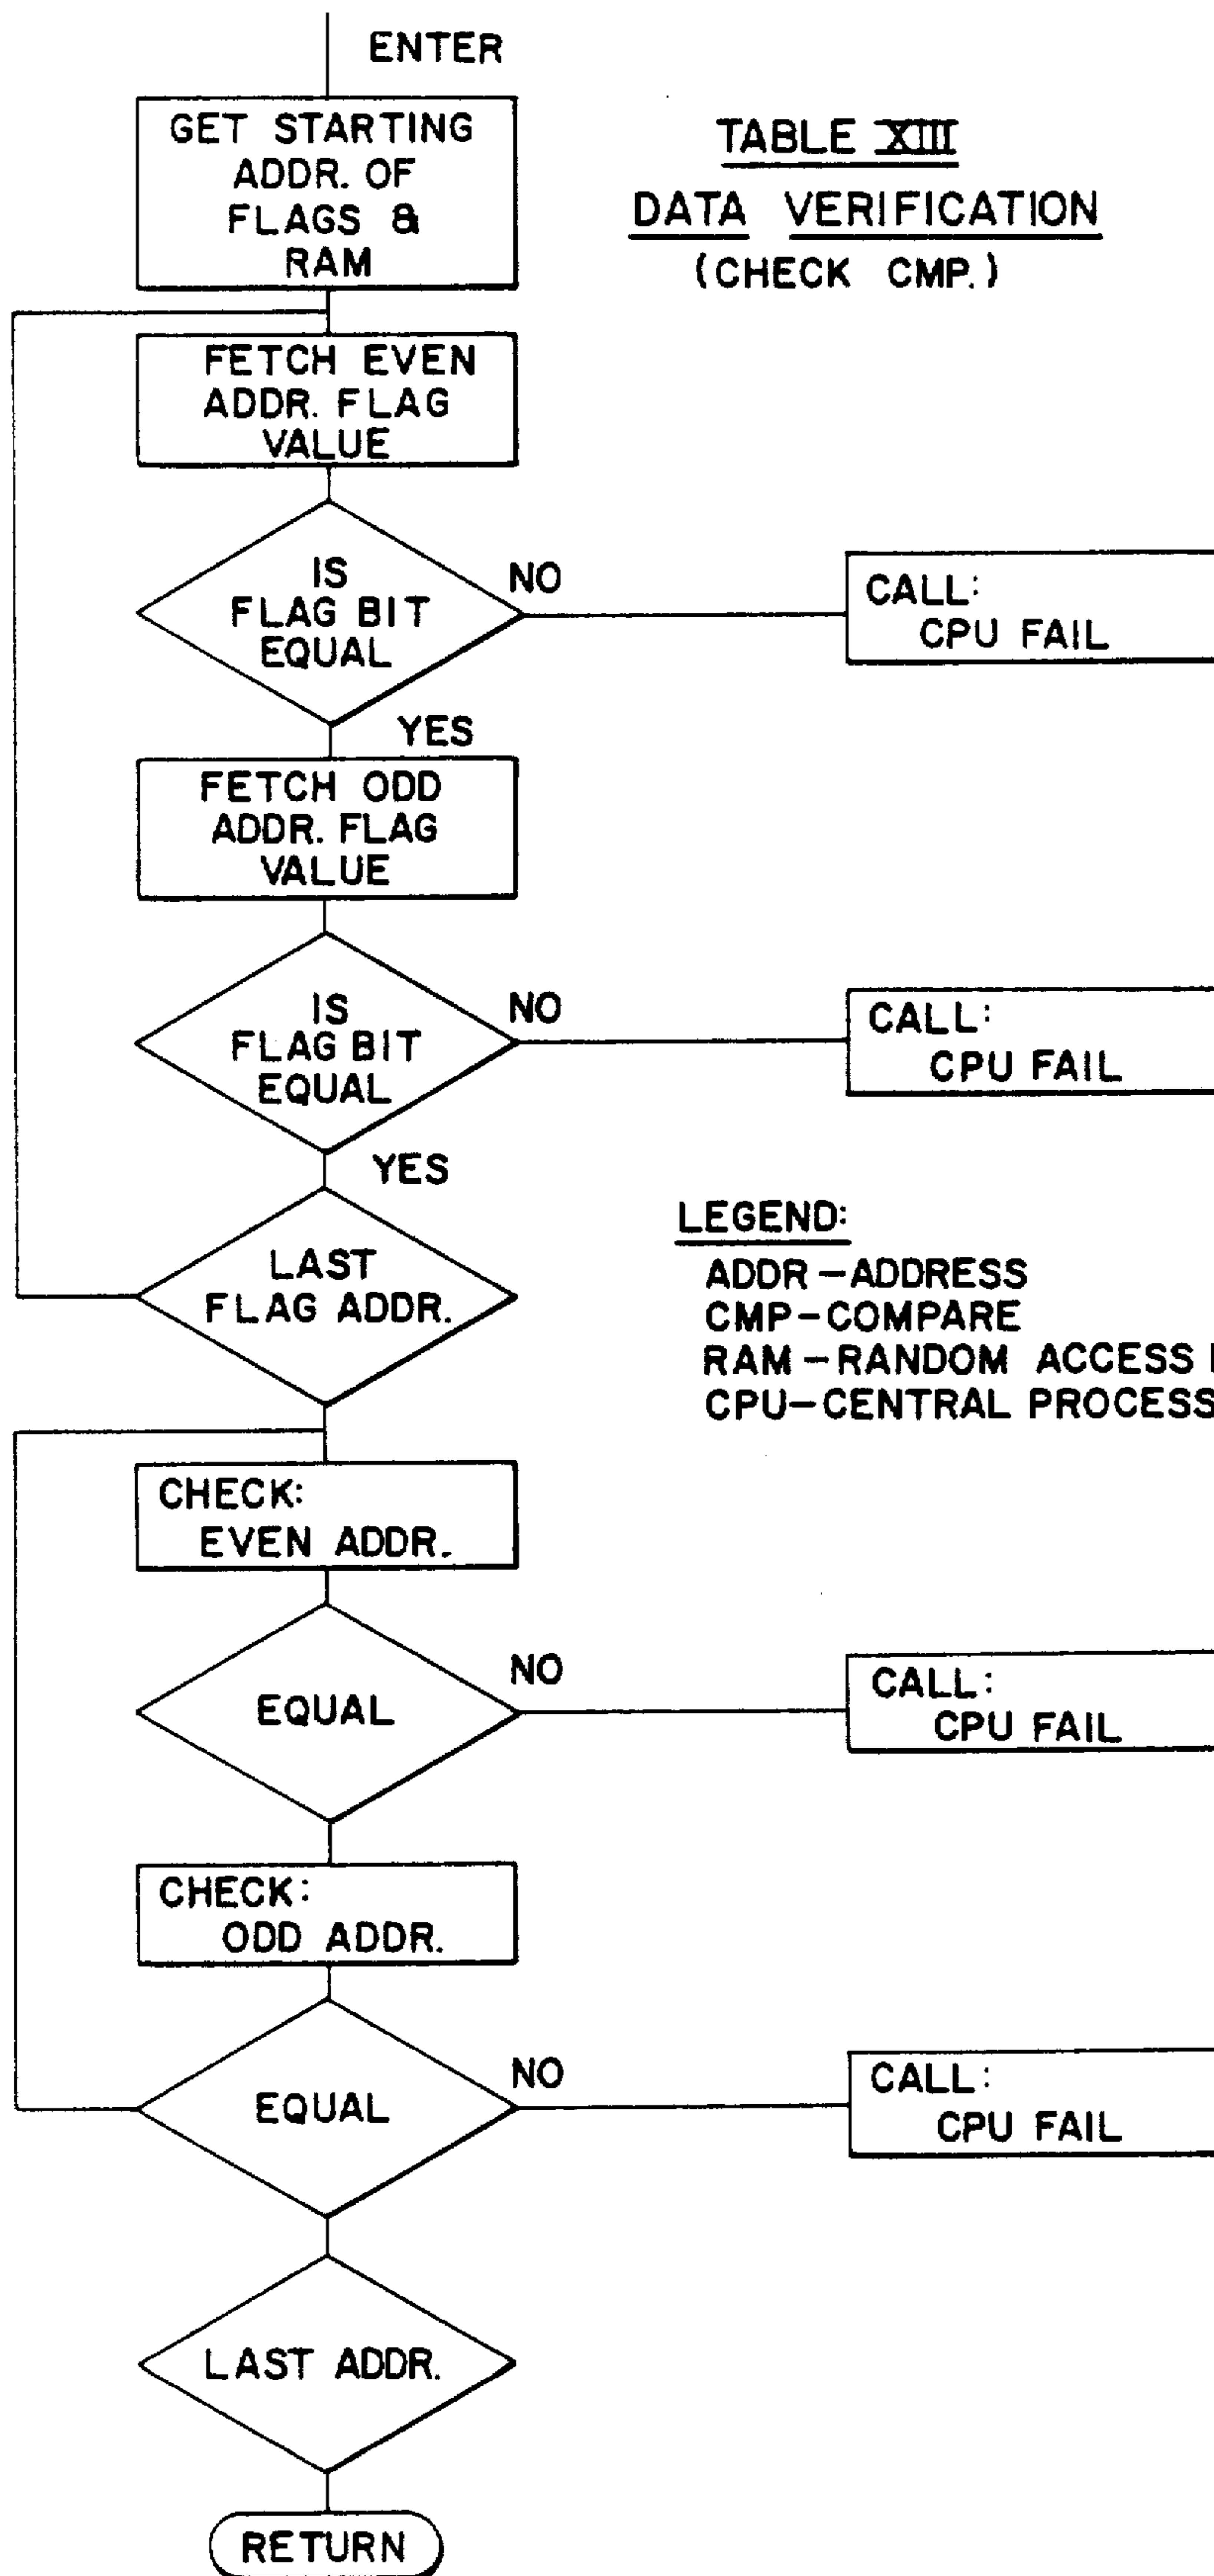 ENTER
GET STARTING
ADDR. OF
FLAGS &
RAM
TABLE XIII
DATA VERIFICATION
(CHECK CMP.)
FETCH EVEN
ADDR. FLAG
VALUE
IS
FLAG BIT
EQUAL
NO
CALL:
CPU FAIL
YES
FETCH ODD
ADDR. FLAG
VALUE
IS
FLAG BIT
EQUAL
NO
CALL:
CPU FAIL
YES
LAST
FLAG ADDR.
LEGEND:
ADDR-ADDRESS
CMP-COMPARE
RAM-RANDOM ACCESS
CPU-CENTRAL PROCESS
CHECK:
EVEN ADDR.
EQUAL
NO
CALL:
CPU FAIL
CHECK:
ODD ADDR.
EQUAL
NO
CALL:
CPU FAIL
LAST ADDR.
RETURN